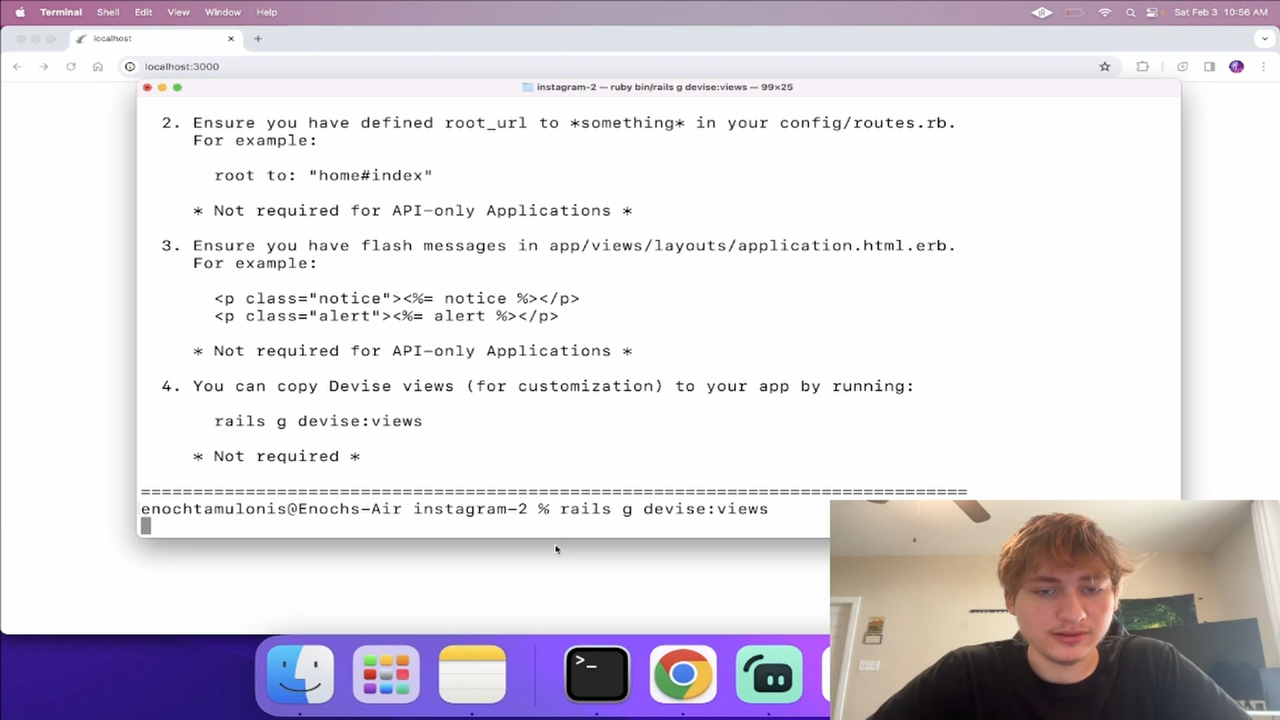 Terminal Shell Edit View Window Help Sat Feb 3 10:56 AM
localhost
localhost:3000
instagram-2 — ruby bin/rails g devise:views — 99×25
2. Ensure you have defined root_url to *something* in your config/routes.rb.
For example:
root to: "home#index"
* Not required for API-only Applications *
3. Ensure you have flash messages in app/views/layouts/application.html.erb.
For example:
<p class="notice"><%= notice %></p>
<p class="alert"><%= alert %></p>
* Not required for API-only Applications *
4. You can copy Devise views (for customization) to your app by running:
rails g devise:views
* Not required *
===============================================================================
enochtamulonis@Enochs-Air instagram-2 % rails g devise:views